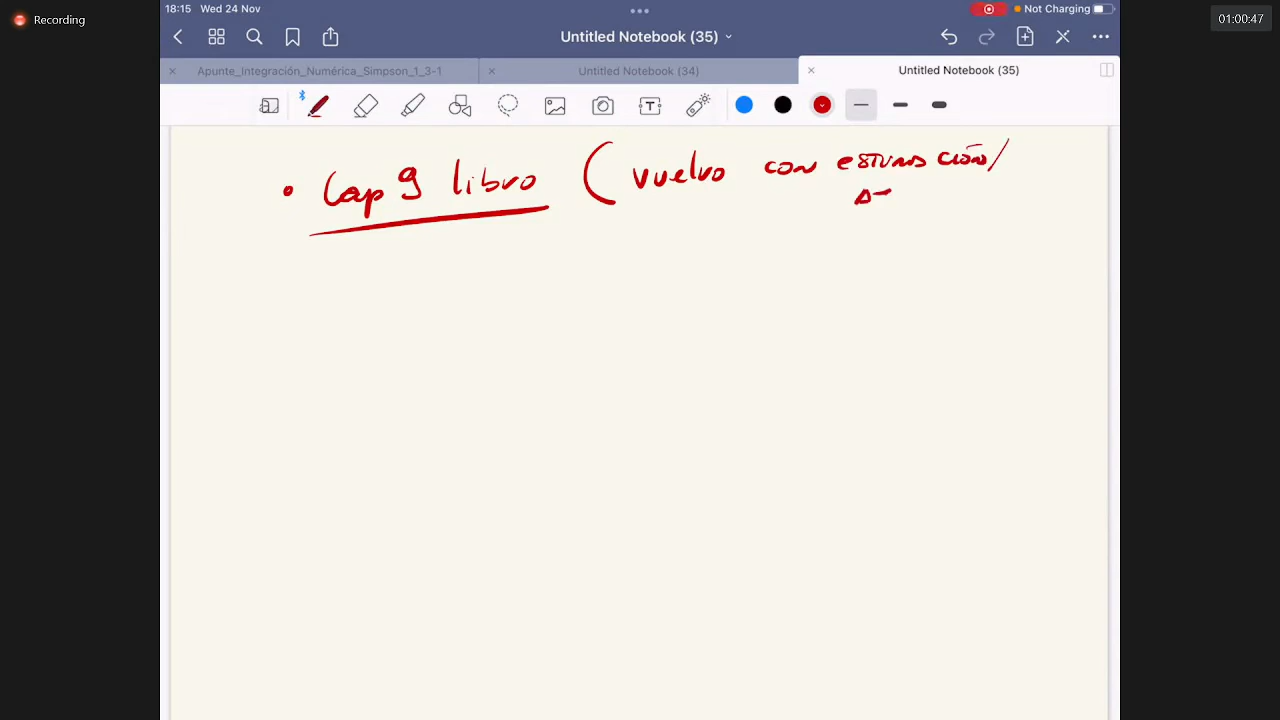 Recording
18:15 Wed 24 Nov
Not Charging
01:00:47
Untitled Notebook (35)
Apunte_Integración_Numérica_Simpson_1_3-1
Untitled Notebook (34)
Untitled Notebook (35)
• Cap 9 libro ( vuelvo con